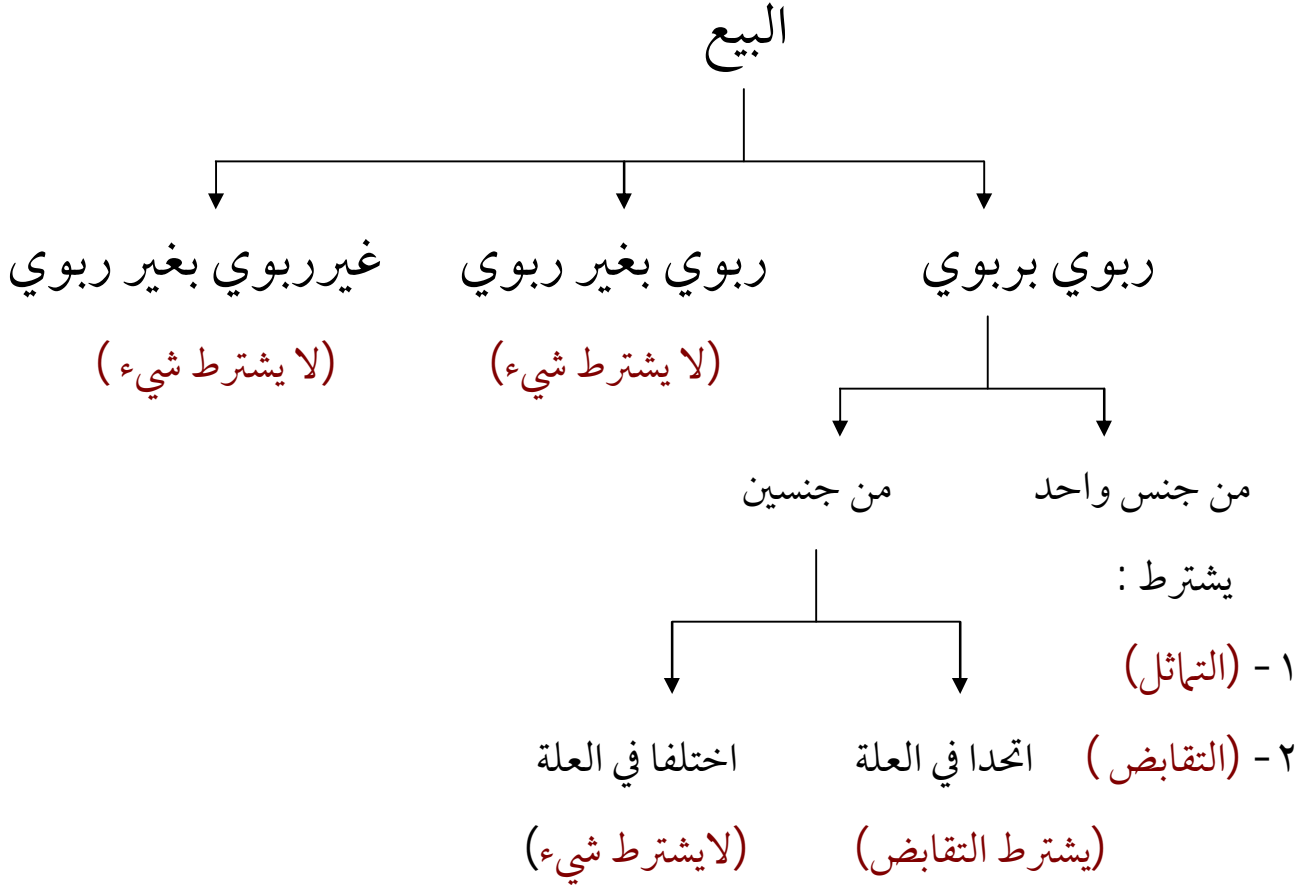 البيع
ربوي بربوي
ربوي بغير ربوي
غيرربوي بغير ربوي
(لا يشترط شيء)
(لا يشترط شيء )
من جنس واحد
من جنسين
يشترط :
١ - (التماثل)
٢ - (التقابض )
اتحدا في العلة
اختلفا في العلة
(يشترط التقابض)
(لايشترط شيء)